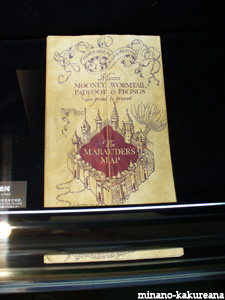 Messrs
MOONEY, WORMTAIL,
PADFOOT & PRONGS
are proud to present
The
MARAUDER'S
MAP
minano-kakureana